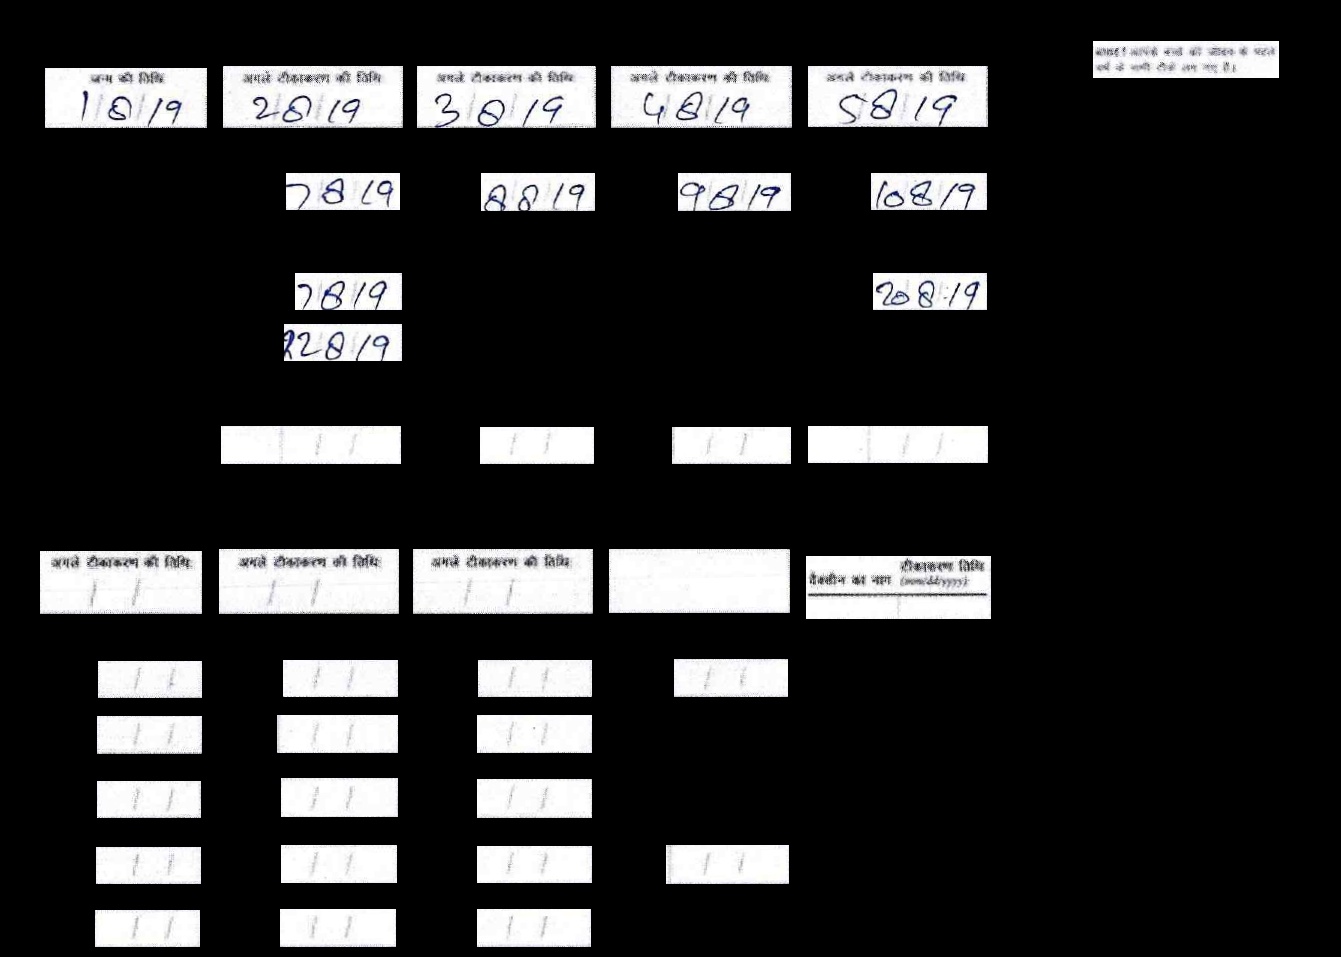 बधाई! आपके बच्चे को जीवन के पहले
वर्ष के सभी टीके लग गए हैं।
जन्म की तिथि अगले टीकाकरण की तिथि अगले टीकाकरण की तिथि अगले टीकाकरण की तिथि अगले टीकाकरण की तिथि
1/8/19 2/8/19 3/8/19 4/8/19 5/8/19
7/8/19 8/8/19 9/8/19 10/8/19
7/8/19 20/8/19
22/8/19
/ / / / / / / /
अगले टीकाकरण की तिथि अगले टीकाकरण की तिथि अगले टीकाकरण की तिथि वैक्सीन का नाम टीकाकरण तिथि
/ / / / / / (mm/dd/yyyy)
/ / / / / / / /
/ / / / / /
/ / / / / /
/ / / / / / / /
/ / / / / /